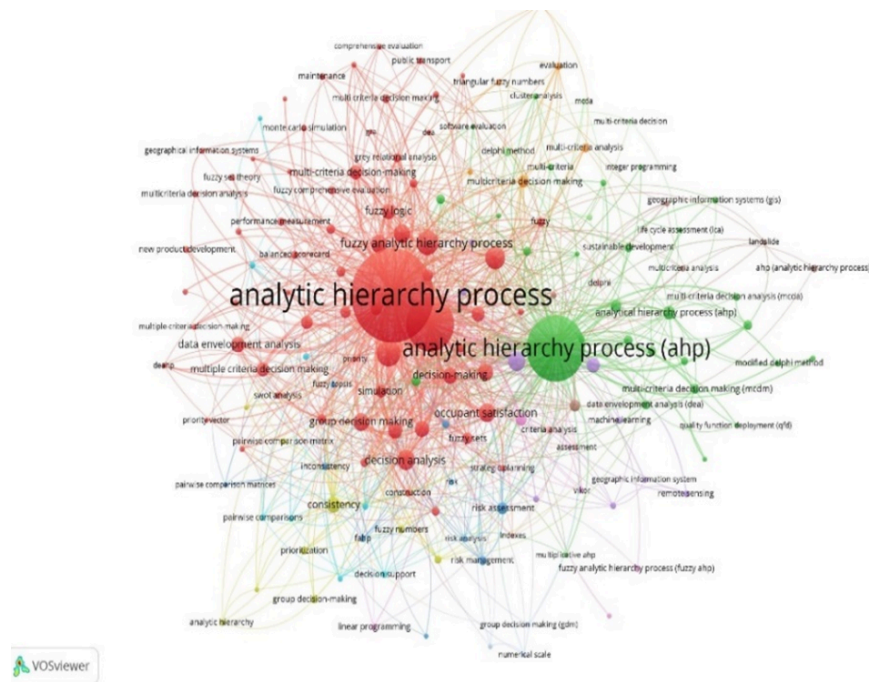 comprehensive evaluation
public transport
evaluation
maintenance
triangular fuzzy numbers
cluster analysis
multi criteria decision making
mcda
monte carlo simulation
gra
dea
software evaluation
multi-criteria decision
geographical information systems
grey relational analysis
delphi method
multi-criteria analysis
multi-criteria decision-making
multi-criteria
integer programming
fuzzy set theory
fuzzy comprehensive evaluation
multicriteria decision making
multicriteria decision analysis
geographic information systems (gis)
fuzzy logic
performance measurement
fuzzy
life cycle assessment (lca)
new product development
balanced scorecard
fuzzy analytic hierarchy process
sustainable development
landslide
multicriteria analysis
ahp (analytic hierarchy process)
delphi
analytic hierarchy process
multi-criteria decision analysis (mcda)
analytical hierarchy process (ahp)
multiple criteria decision-making
data envelopment analysis
analytic hierarchy process (ahp)
priority
deahp
multiple criteria decision making
modified delphi method
fuzzy topsis
decision-making
swot analysis
simulation
multicriteria decision making (mcdm)
data envelopment analysis (dea)
priority vector
group decision making
occupant satisfaction
machine learning
quality function deployment (qfd)
criteria analysis
pairwise comparison matrix
fuzzy sets
assessment
inconsistency
decision analysis
strategic planning
pairwise comparison matrices
risk
geographic information system
construction
vikor
remote sensing
consistency
risk assessment
pairwise comparisons
fuzzy numbers
fahp
risk analysis
indexes
prioritization
multiplicative ahp
risk management
fuzzy analytic hierarchy process (fuzzy ahp)
decision support
group decision-making
analytic hierarchy
linear programming
group decision making (gdm)
numerical scale
VOSviewer